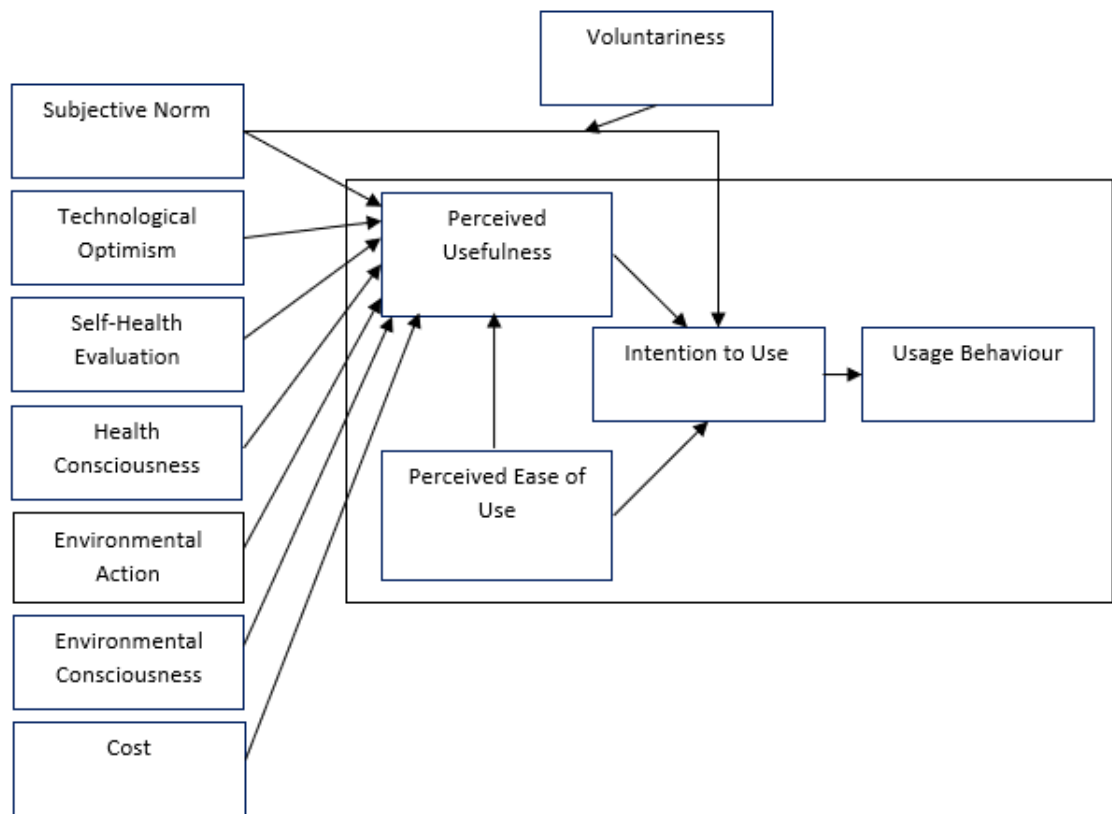 Voluntariness
Subjective Norm
Technological
Optimism
Self-Health
Evaluation
Health
Consciousness
Environmental
Action
Environmental
Consciousness
Cost
Perceived
Usefulness
Perceived Ease of
Use
Intention to Use
Usage Behaviour